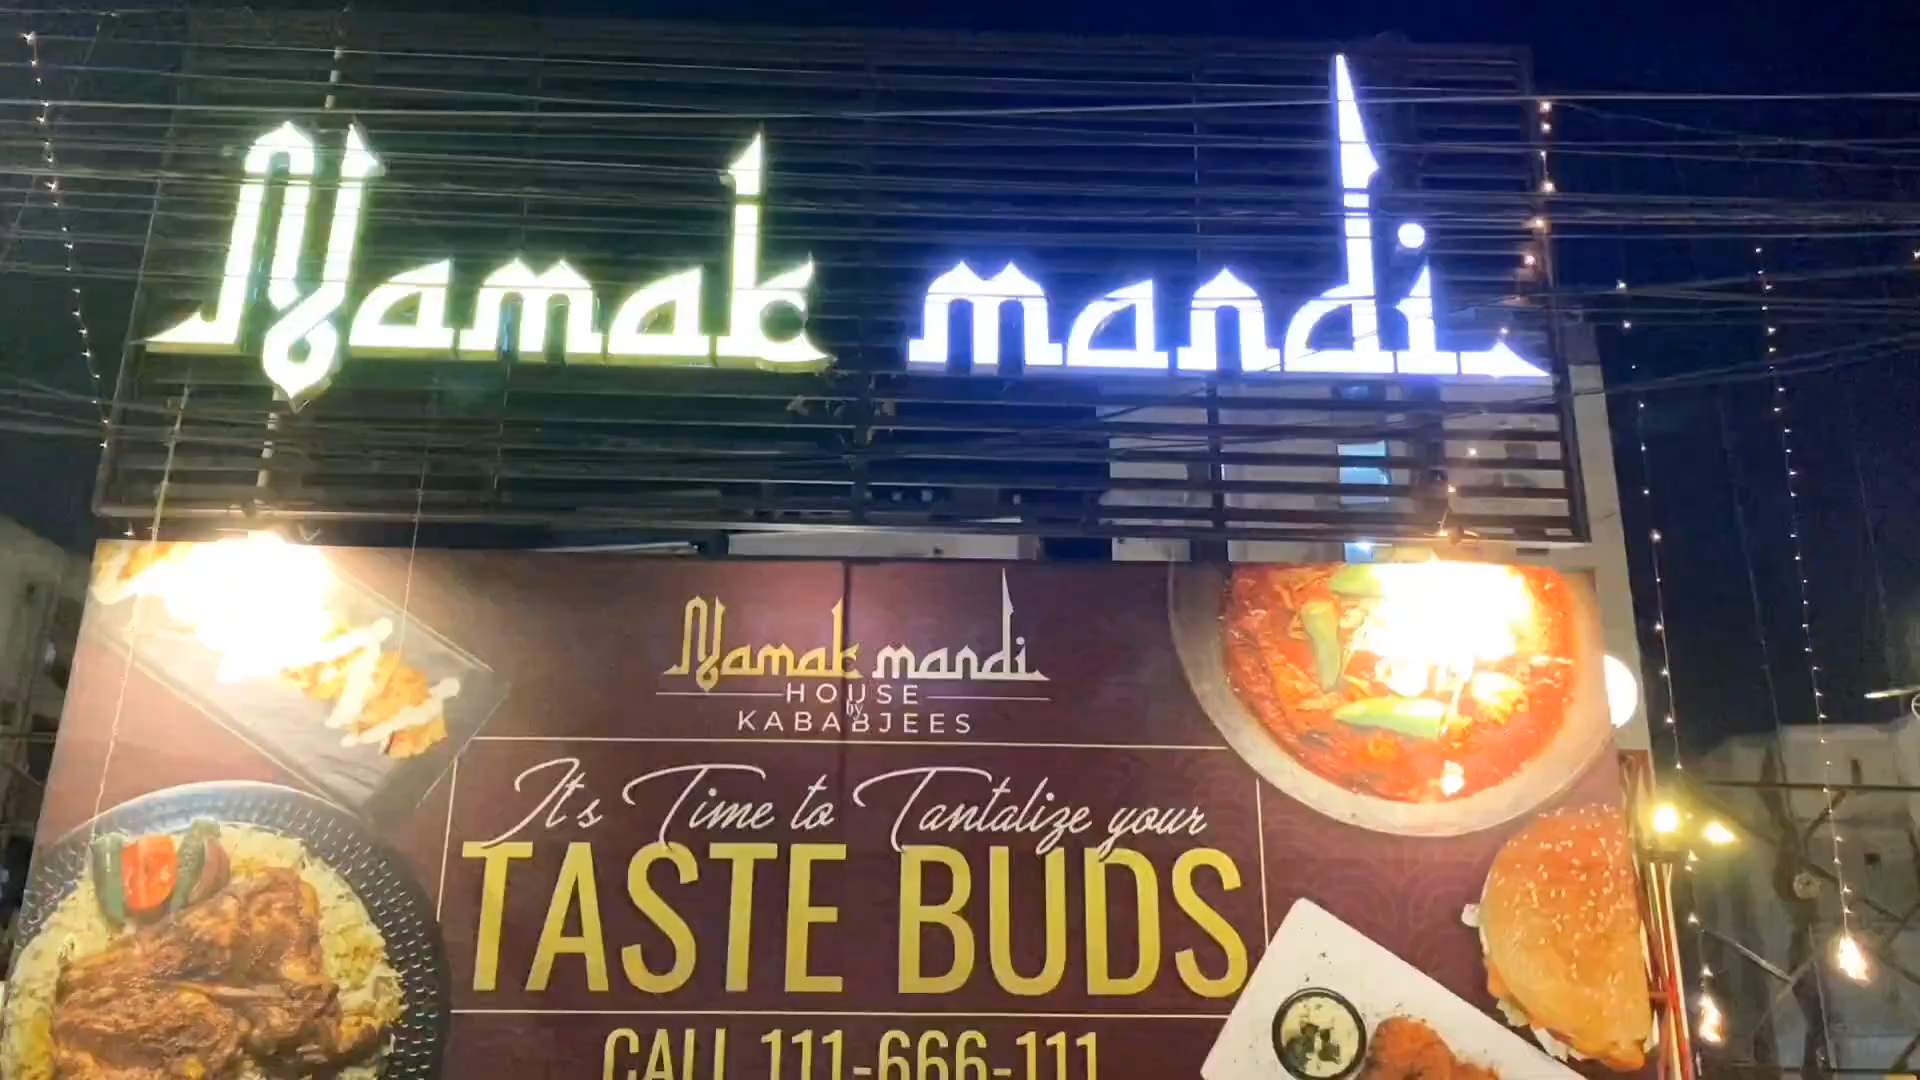 Namak mandi
Namak mandi
HOUSE
by
KABABJEES
It's Time to Tantalize your
TASTE BUDS
CALL 111-666-111